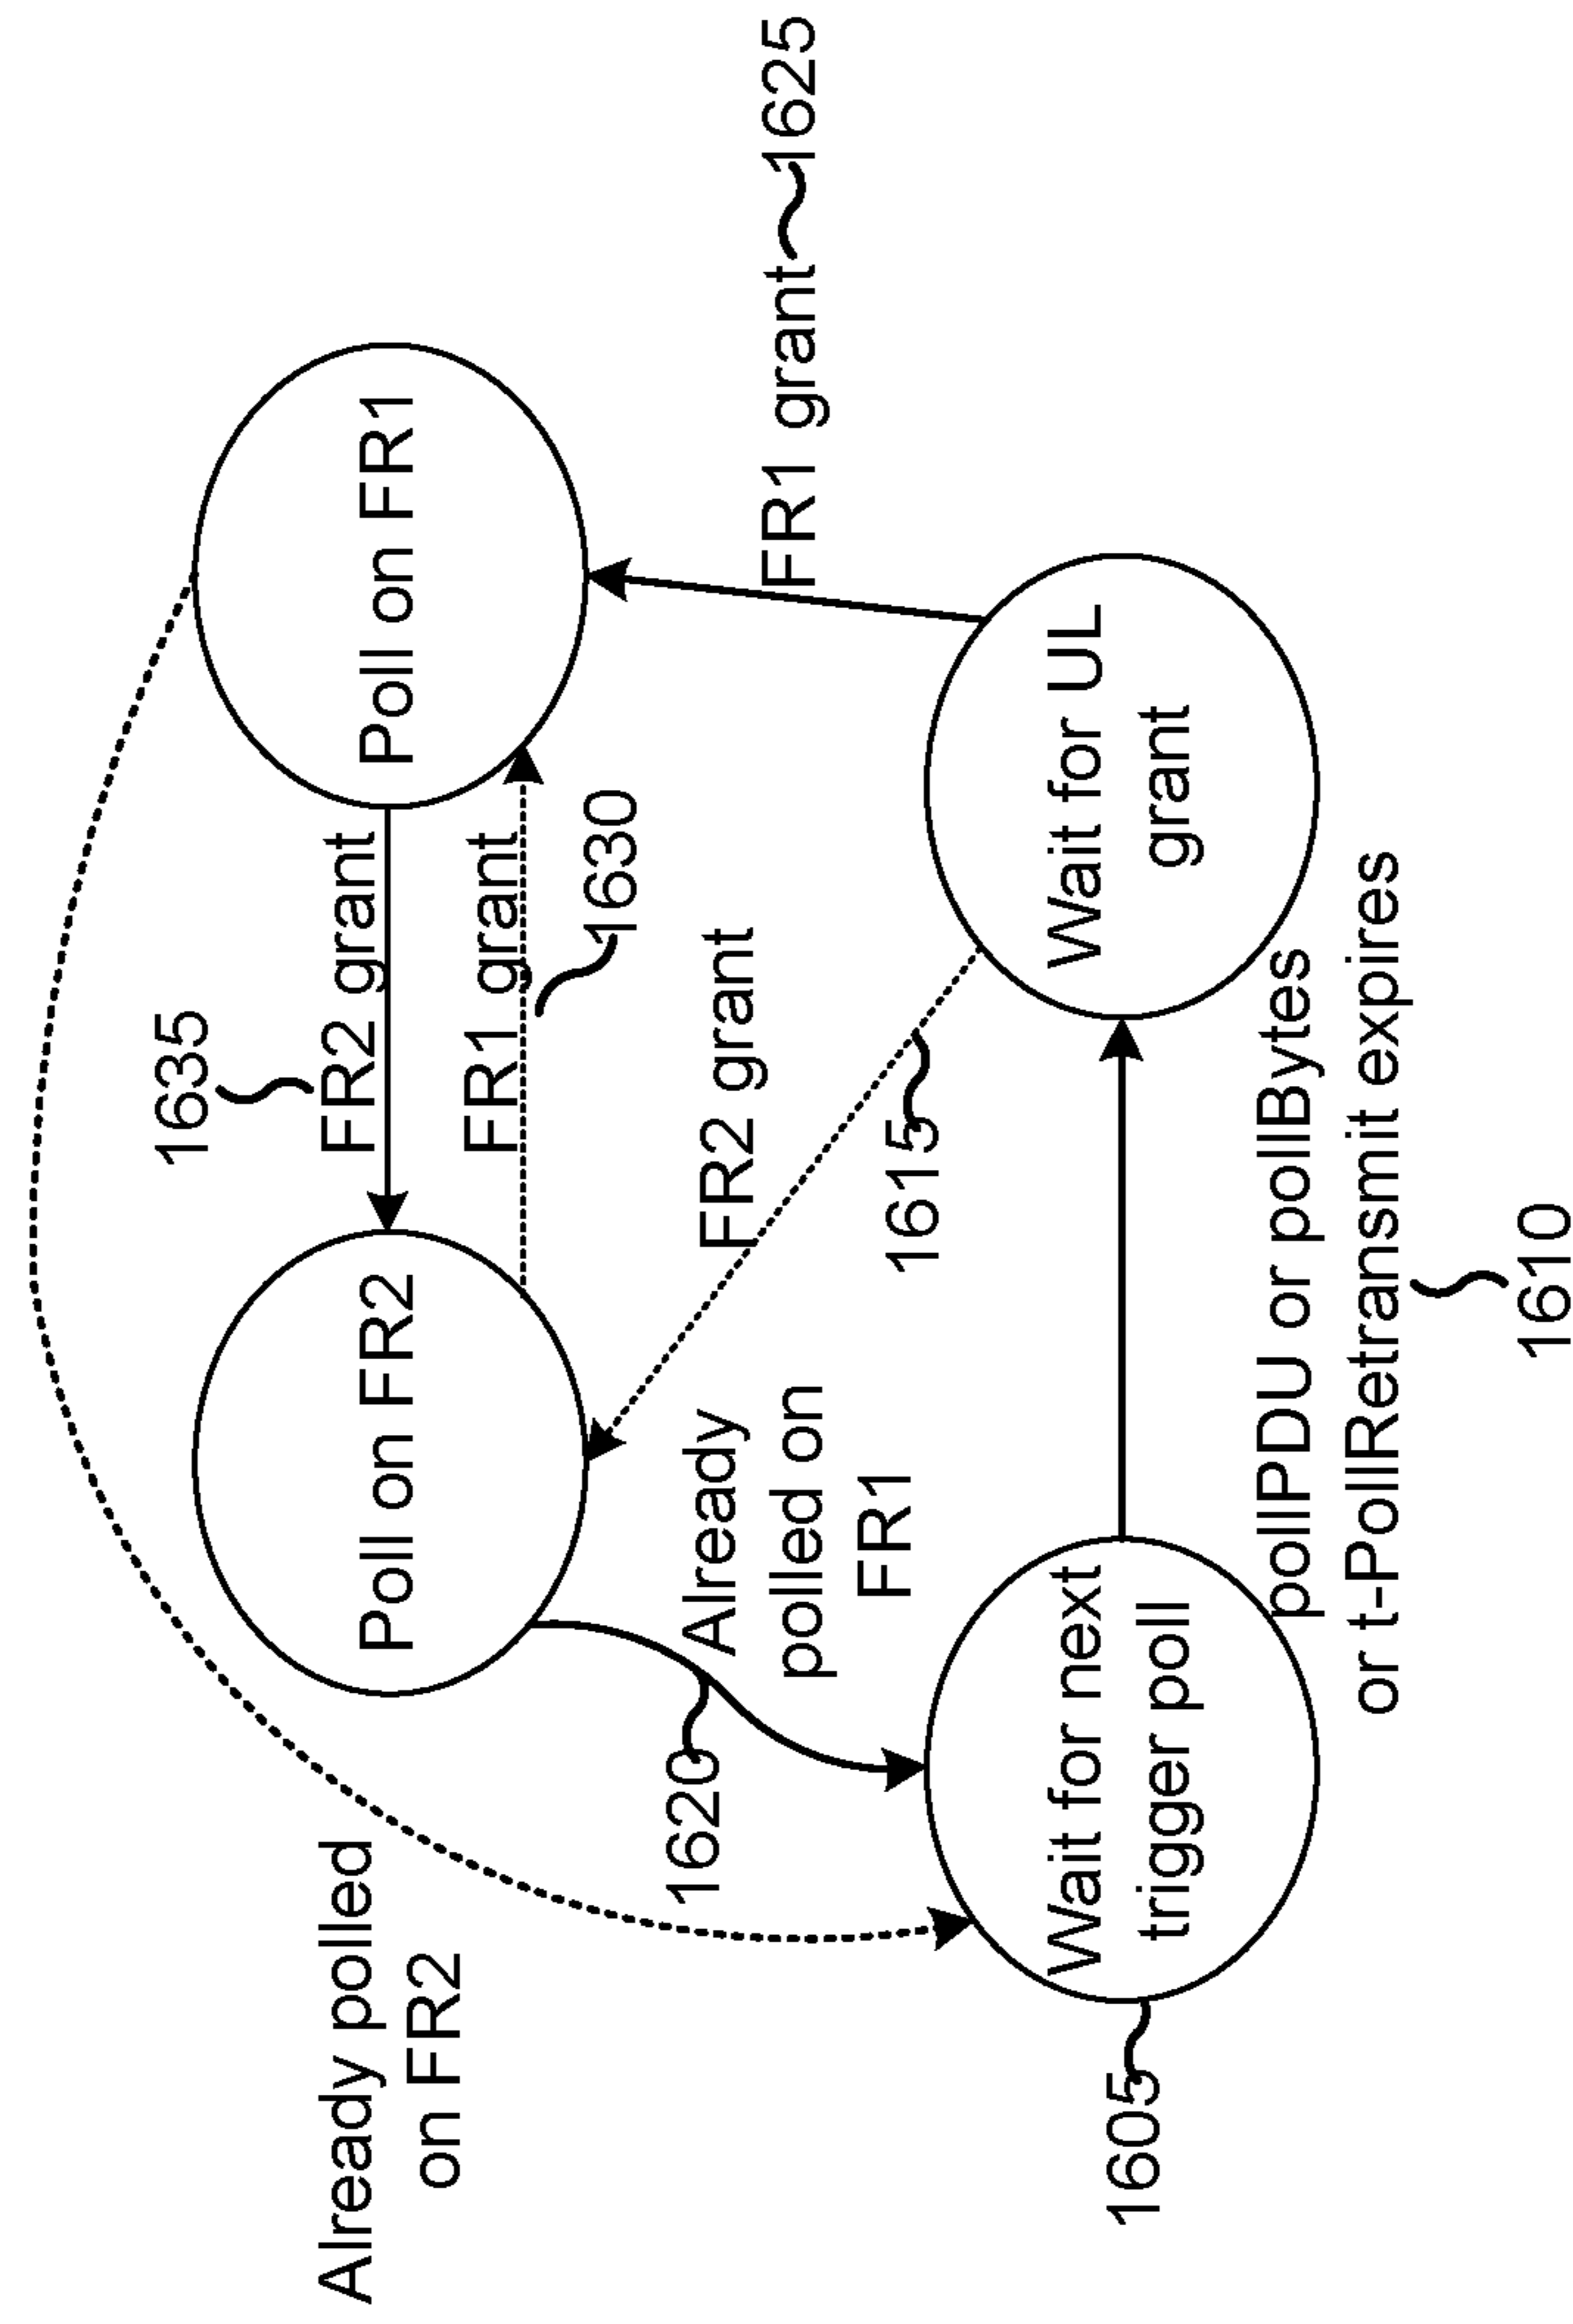 Already polled
on FR2
1635
FR2 grant
Poll on FR2
Poll on FR1
FR1 grant
1630
1620
Already
polled on
FR1
FR2 grant
1615
FR1 grant
1625
1605
Wait for next
trigger poll
Wait for UL
grant
pollPDU or pollBytes
or t-PollRetransmit expires
1610